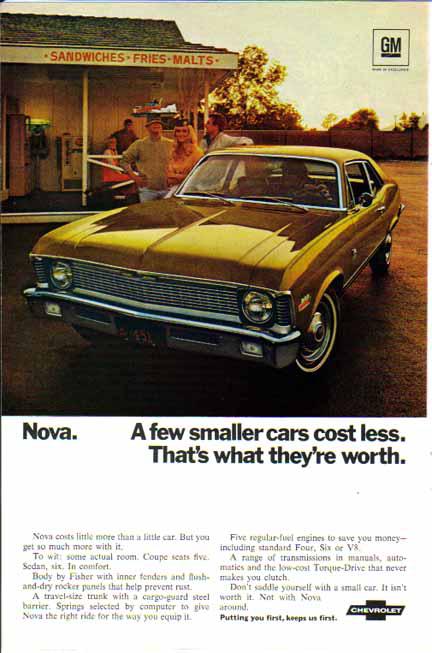 · SANDWICHES · FRIES · MALTS ·
GM
MARK OF EXCELLENCE
Nova. A few smaller cars cost less.
That's what they're worth.
Nova costs little more than a little car. But you
get so much more with it.
To wit: some actual room. Coupe seats five.
Sedan, six. In comfort.
Body by Fisher with inner fenders and flush-
and-dry rocker panels that help prevent rust.
A travel-size trunk with a cargo-guard steel
barrier. Springs selected by computer to give
Nova the right ride for the way you equip it.
Five regular-fuel engines to save you money—
including standard Four, Six or V8.
A range of transmissions in manuals, auto-
matics and the low-cost Torque-Drive that never
makes you clutch.
Don't saddle yourself with a small car. It isn't
worth it. Not with Nova
around.
Putting you first, keeps us first.
CHEVROLET